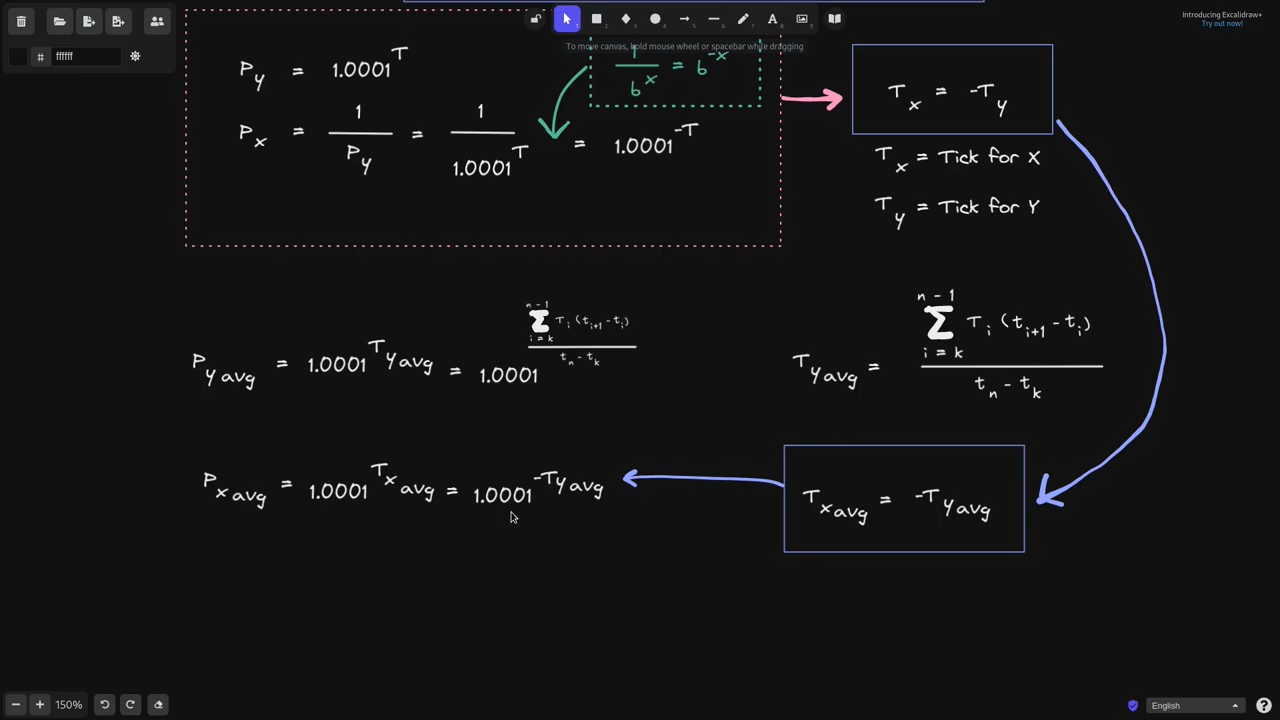 Introducing Excalidraw+
Try out now!
# ffffff
To move canvas, hold mouse wheel or spacebar while dragging
1/6^x = 6^-x
P_y = 1.0001^T
P_x = 1/P_y = 1/1.0001^T = 1.0001^-T
T_x = -T_y
T_x = Tick for X
T_y = Tick for Y
P_y avg = 1.0001^T_y avg = 1.0001^(Σ_{i = k}^{n - 1} T_i (t_{i+1} - t_i) / t_n - t_k)
T_y avg = Σ_{i = k}^{n - 1} T_i (t_{i+1} - t_i) / t_n - t_k
P_x avg = 1.0001^T_x avg = 1.0001^-T_y avg
T_x avg = -T_y avg
150%
English